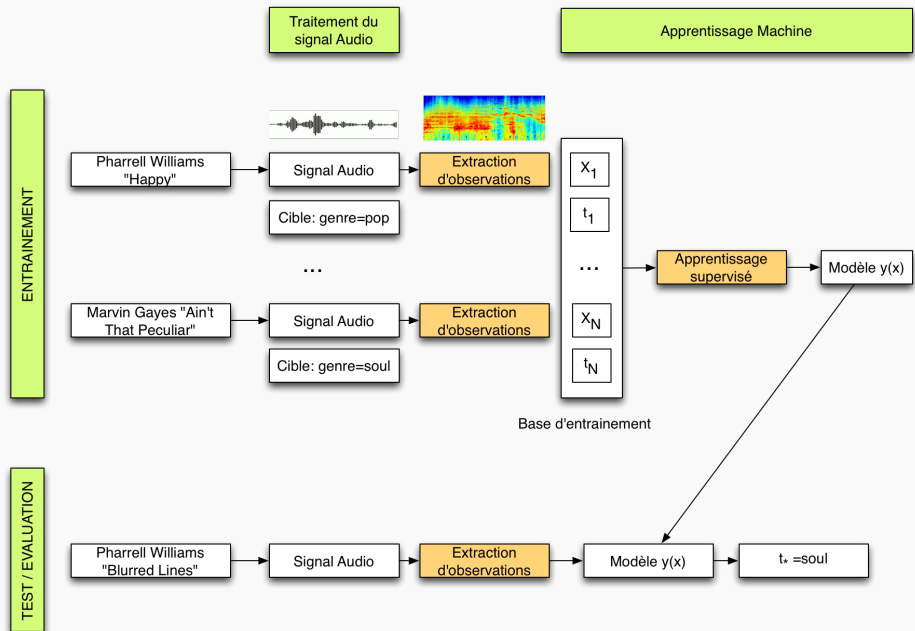 Traitement du
signal Audio
Apprentissage Machine
ENTRAINEMENT
Pharrell Williams
"Happy"
Signal Audio
Extraction
d'observations
Cible: genre=pop
...
Marvin Gayes "Ain't
That Peculiar"
Signal Audio
Extraction
d'observations
Cible: genre=soul
X1
t1
...
XN
tN
Base d'entrainement
Apprentissage
supervisé
Modèle y(x)
TEST / EVALUATION
Pharrell Williams
"Blurred Lines"
Signal Audio
Extraction
d'observations
Modèle y(x)
t* =soul